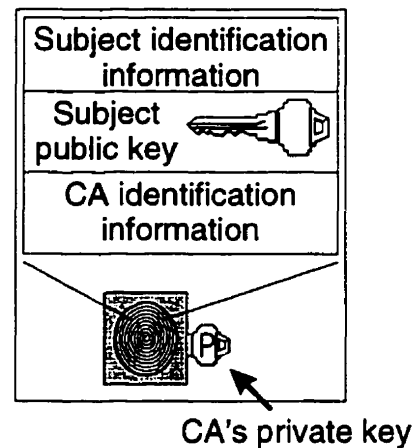 Subject identification
information
Subject
public key
CA identification
information
P
CA's private key